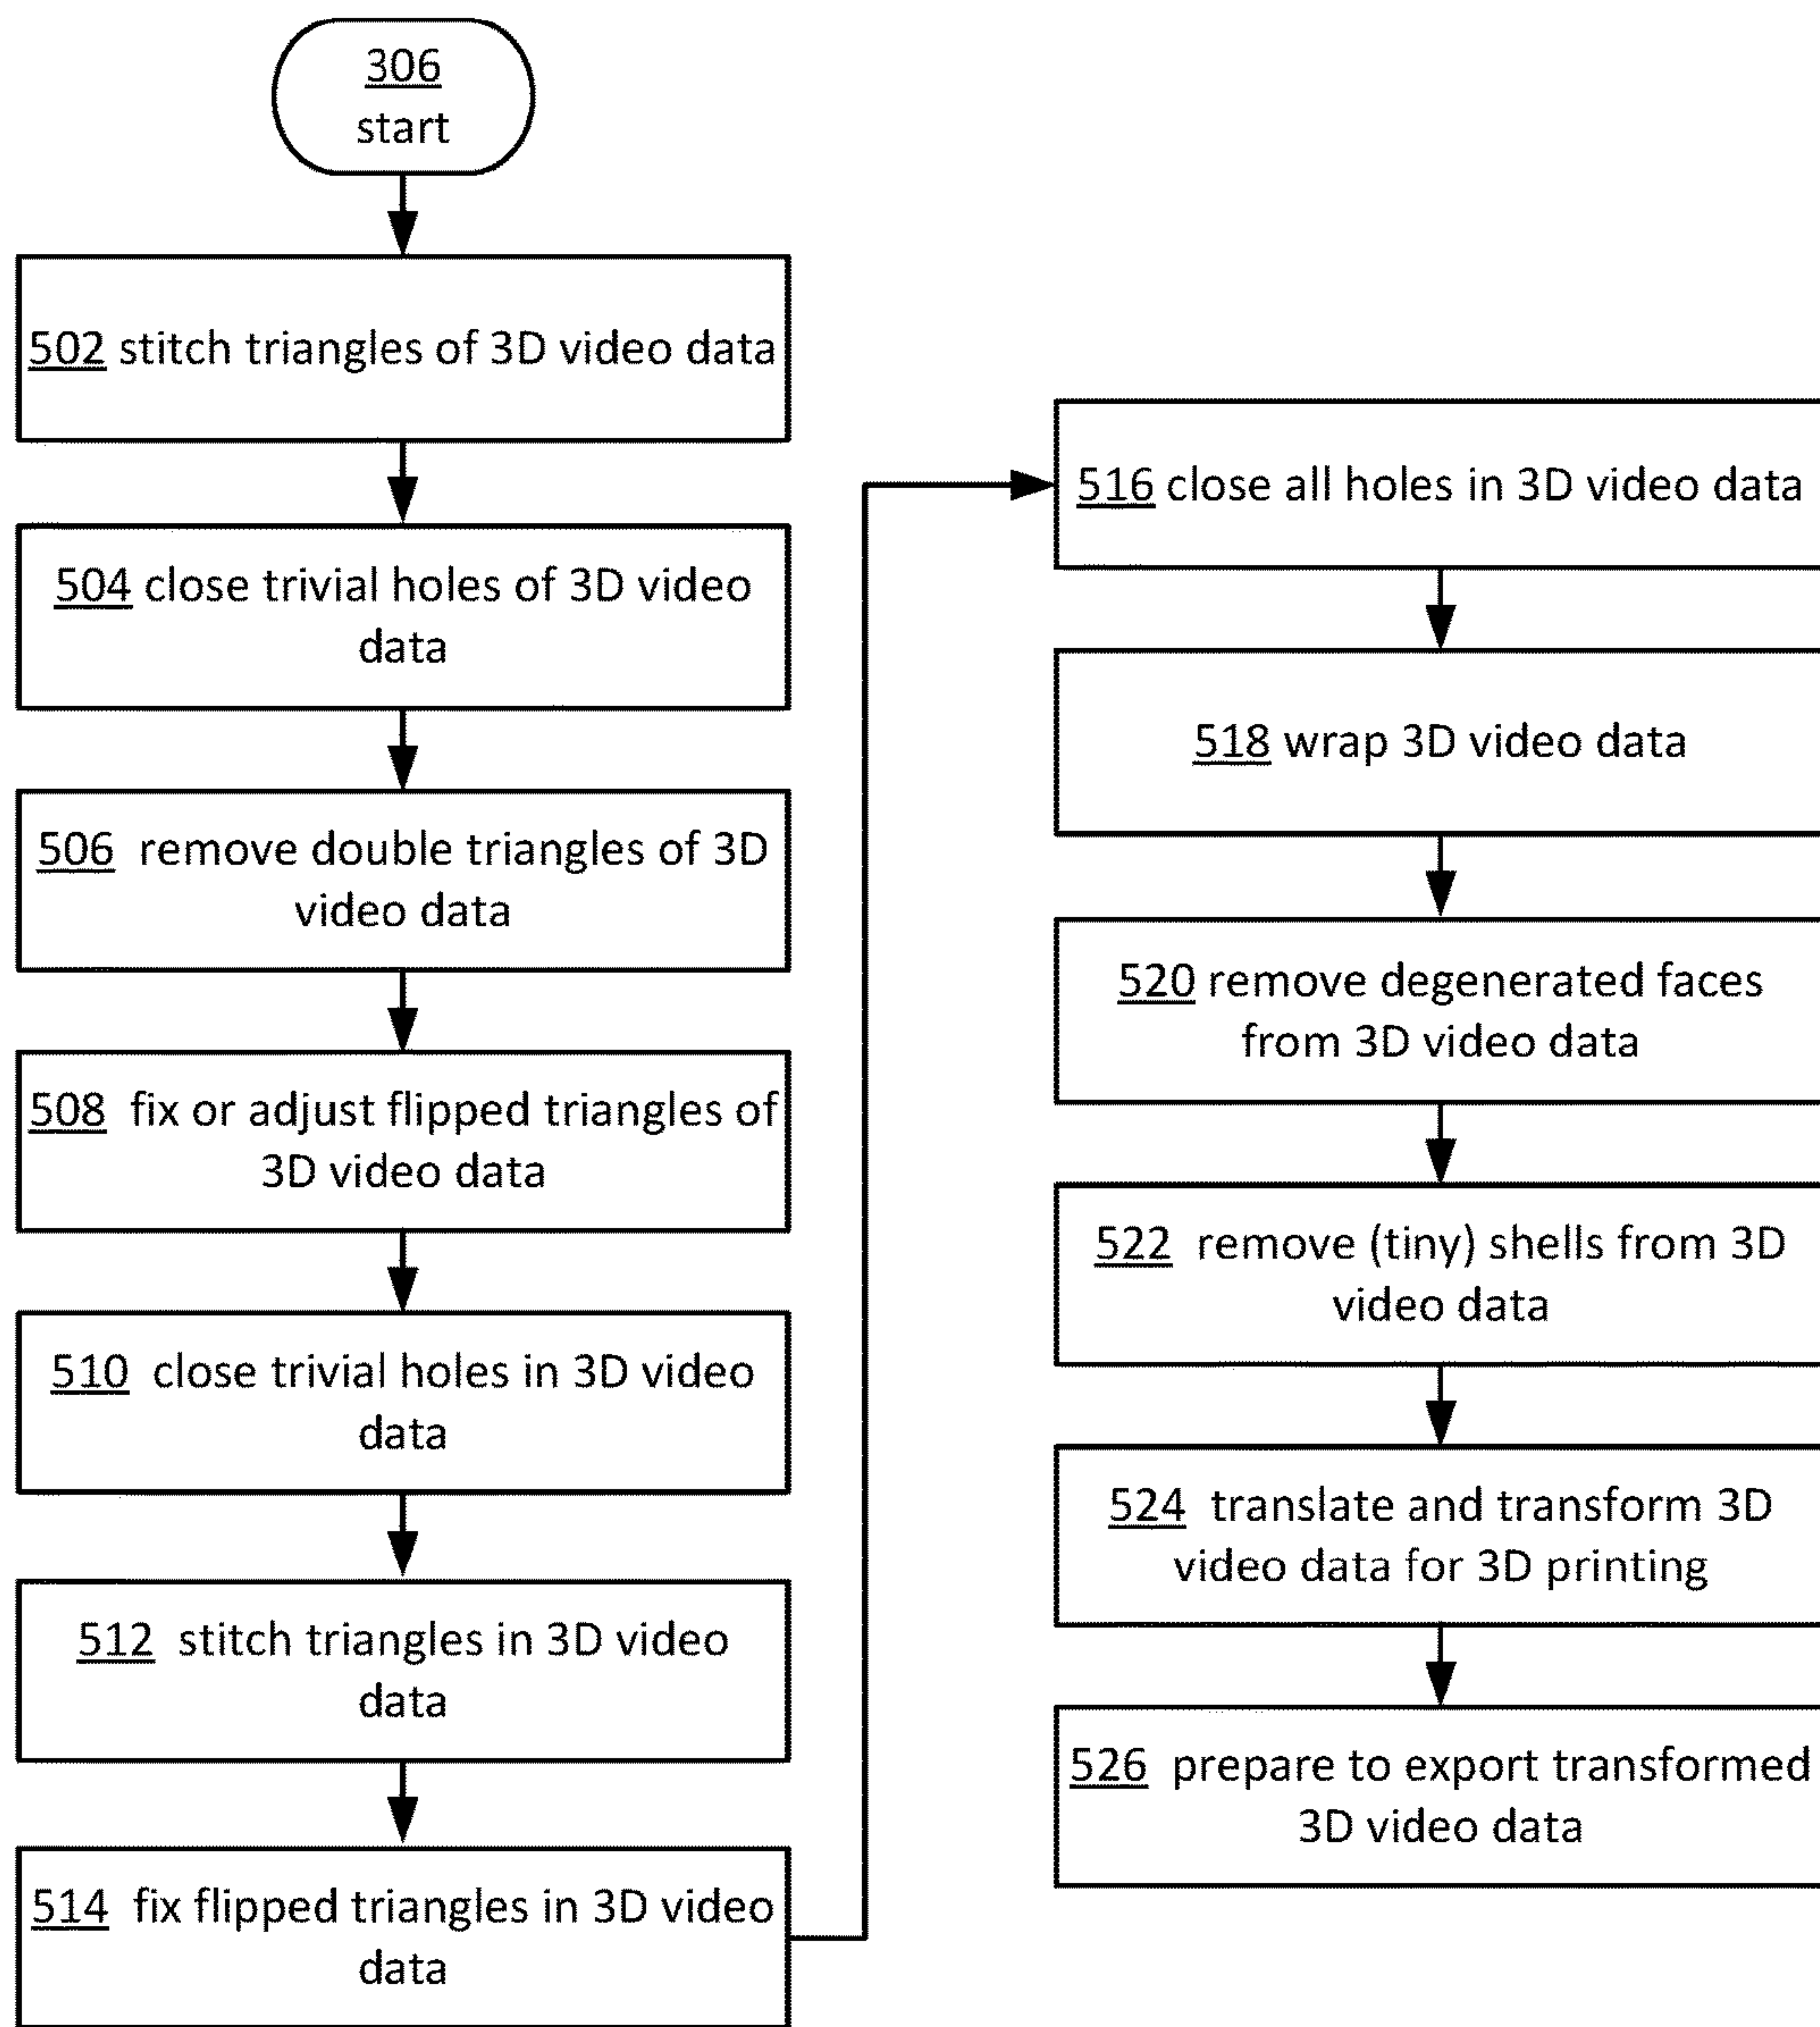 306
start
502 stitch triangles of 3D video data
504 close trivial holes of 3D video
data
506 remove double triangles of 3D
video data
508 fix or adjust flipped triangles of
3D video data
510 close trivial holes in 3D video
data
512 stitch triangles in 3D video
data
514 fix flipped triangles in 3D video
data
516 close all holes in 3D video data
518 wrap 3D video data
520 remove degenerated faces
from 3D video data
522 remove (tiny) shells from 3D
video data
524 translate and transform 3D
video data for 3D printing
526 prepare to export transformed
3D video data